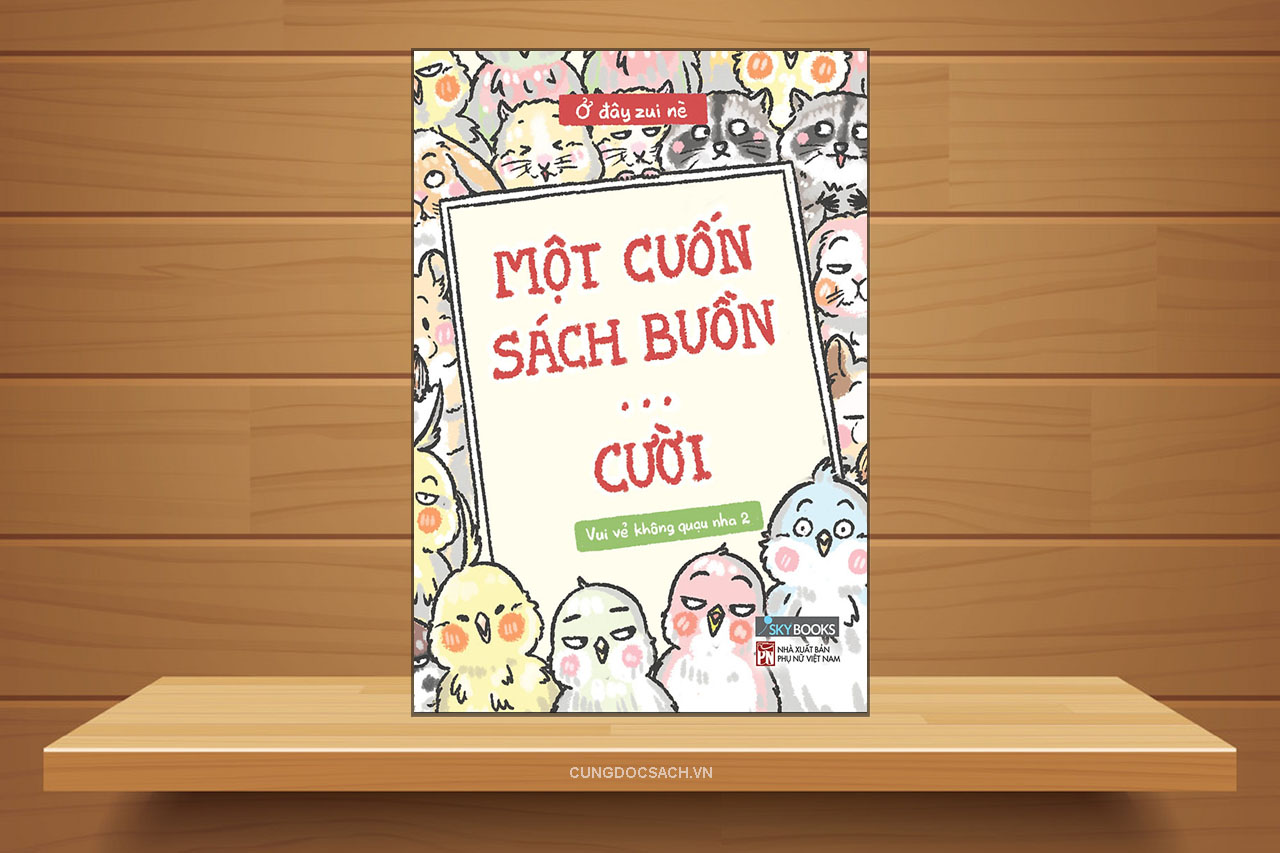 Ở đây zui nè
MỘT CUỐN
SÁCH BUỒN
...
CƯỜI
Vui vẻ không quạu nha 2
SKYBOOKS
PN
NHÀ XUẤT BẢN
PHỤ NỮ VIỆT NAM
CUNGDOCSACH.VN